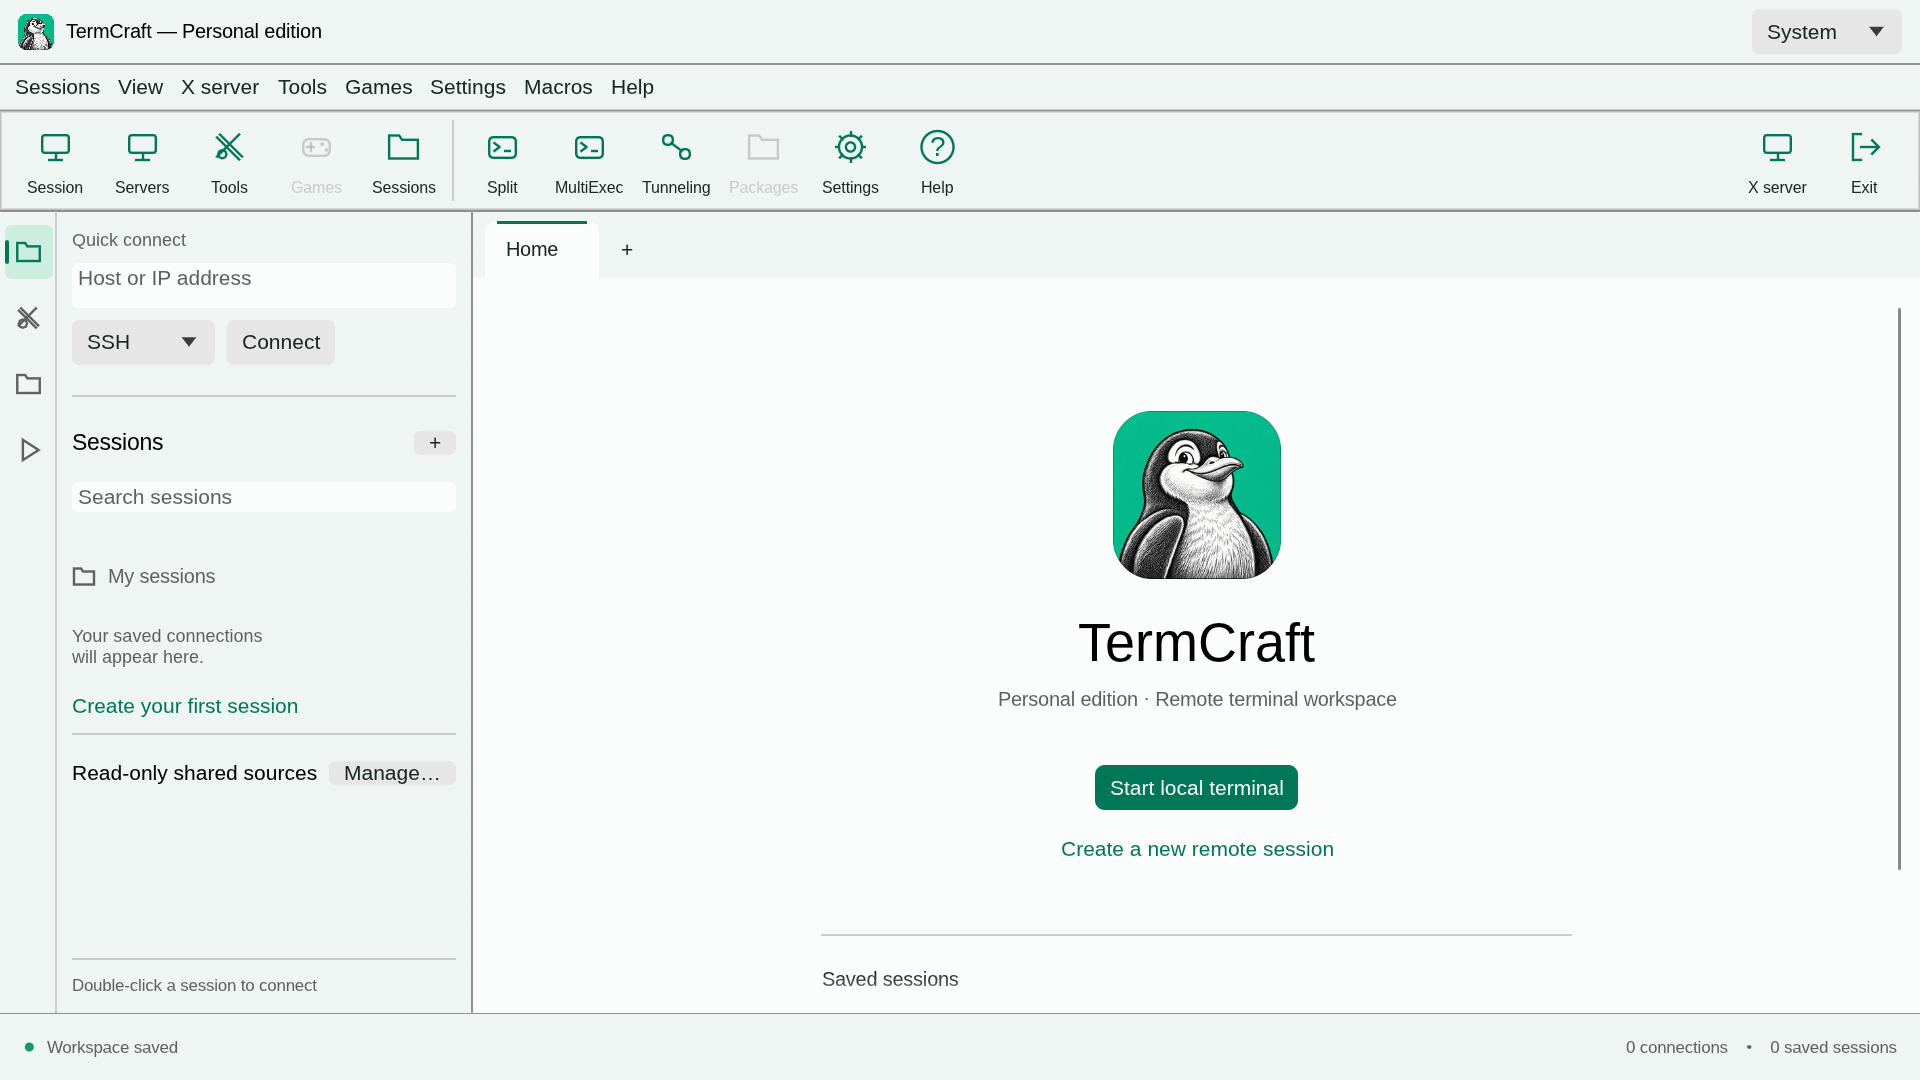 TermCraft — Personal edition
System
Sessions View X server Tools Games Settings Macros Help
Session Servers Tools Games Sessions Split MultiExec Tunneling Packages Settings Help X server Exit
Quick connect
Host or IP address
SSH Connect
Sessions +
Search sessions
My sessions
Your saved connections
will appear here.
Create your first session
Read-only shared sources Manage…
Double-click a session to connect
Home +
TermCraft
Personal edition · Remote terminal workspace
Start local terminal
Create a new remote session
Saved sessions
Workspace saved
0 connections • 0 saved sessions